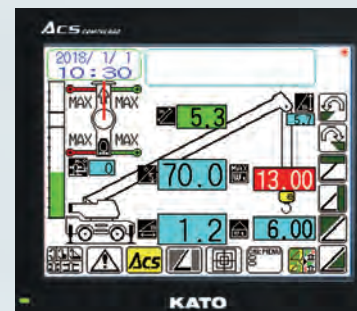 ACS
2018/ 1/ 1
10:30
MAX MAX
MAX MAX
0
5.3
5.7
70.0
MAX
13.00
1.2
6.00
Acs
KATO